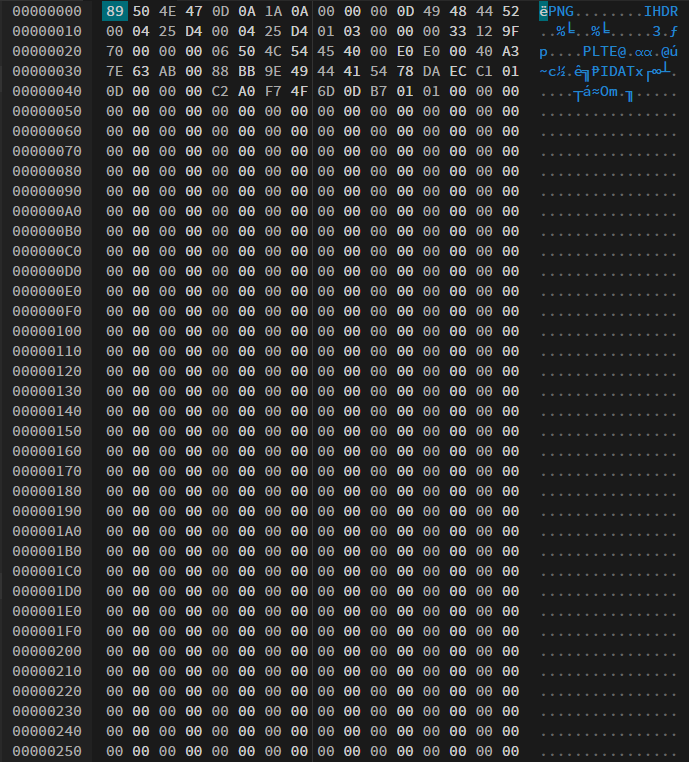 00000000 89 50 4E 47 0D 0A 1A 0A 00 00 00 0D 49 48 44 52 ëPNG........IHDR
00000010 00 04 25 D4 00 04 25 D4 01 03 00 00 00 33 12 9F ..%╘..%╘.....3.ƒ
00000020 70 00 00 00 06 50 4C 54 45 40 00 E0 E0 00 40 A3 p....PLTE@.αα.@ú
00000030 7E 63 AB 00 88 BB 9E 49 44 41 54 78 DA EC C1 01 ~c½.ê╗₧IDATx┌∞┴.
00000040 0D 00 00 00 C2 A0 F7 4F 6D 0D B7 01 01 00 00 00 ....┬á≈Om.╖.....
00000050 00 00 00 00 00 00 00 00 00 00 00 00 00 00 00 00 ................
00000060 00 00 00 00 00 00 00 00 00 00 00 00 00 00 00 00 ................
00000070 00 00 00 00 00 00 00 00 00 00 00 00 00 00 00 00 ................
00000080 00 00 00 00 00 00 00 00 00 00 00 00 00 00 00 00 ................
00000090 00 00 00 00 00 00 00 00 00 00 00 00 00 00 00 00 ................
000000A0 00 00 00 00 00 00 00 00 00 00 00 00 00 00 00 00 ................
000000B0 00 00 00 00 00 00 00 00 00 00 00 00 00 00 00 00 ................
000000C0 00 00 00 00 00 00 00 00 00 00 00 00 00 00 00 00 ................
000000D0 00 00 00 00 00 00 00 00 00 00 00 00 00 00 00 00 ................
000000E0 00 00 00 00 00 00 00 00 00 00 00 00 00 00 00 00 ................
000000F0 00 00 00 00 00 00 00 00 00 00 00 00 00 00 00 00 ................
00000100 00 00 00 00 00 00 00 00 00 00 00 00 00 00 00 00 ................
00000110 00 00 00 00 00 00 00 00 00 00 00 00 00 00 00 00 ................
00000120 00 00 00 00 00 00 00 00 00 00 00 00 00 00 00 00 ................
00000130 00 00 00 00 00 00 00 00 00 00 00 00 00 00 00 00 ................
00000140 00 00 00 00 00 00 00 00 00 00 00 00 00 00 00 00 ................
00000150 00 00 00 00 00 00 00 00 00 00 00 00 00 00 00 00 ................
00000160 00 00 00 00 00 00 00 00 00 00 00 00 00 00 00 00 ................
00000170 00 00 00 00 00 00 00 00 00 00 00 00 00 00 00 00 ................
00000180 00 00 00 00 00 00 00 00 00 00 00 00 00 00 00 00 ................
00000190 00 00 00 00 00 00 00 00 00 00 00 00 00 00 00 00 ................
000001A0 00 00 00 00 00 00 00 00 00 00 00 00 00 00 00 00 ................
000001B0 00 00 00 00 00 00 00 00 00 00 00 00 00 00 00 00 ................
000001C0 00 00 00 00 00 00 00 00 00 00 00 00 00 00 00 00 ................
000001D0 00 00 00 00 00 00 00 00 00 00 00 00 00 00 00 00 ................
000001E0 00 00 00 00 00 00 00 00 00 00 00 00 00 00 00 00 ................
000001F0 00 00 00 00 00 00 00 00 00 00 00 00 00 00 00 00 ................
00000200 00 00 00 00 00 00 00 00 00 00 00 00 00 00 00 00 ................
00000210 00 00 00 00 00 00 00 00 00 00 00 00 00 00 00 00 ................
00000220 00 00 00 00 00 00 00 00 00 00 00 00 00 00 00 00 ................
00000230 00 00 00 00 00 00 00 00 00 00 00 00 00 00 00 00 ................
00000240 00 00 00 00 00 00 00 00 00 00 00 00 00 00 00 00 ................
00000250 00 00 00 00 00 00 00 00 00 00 00 00 00 00 00 00 ................